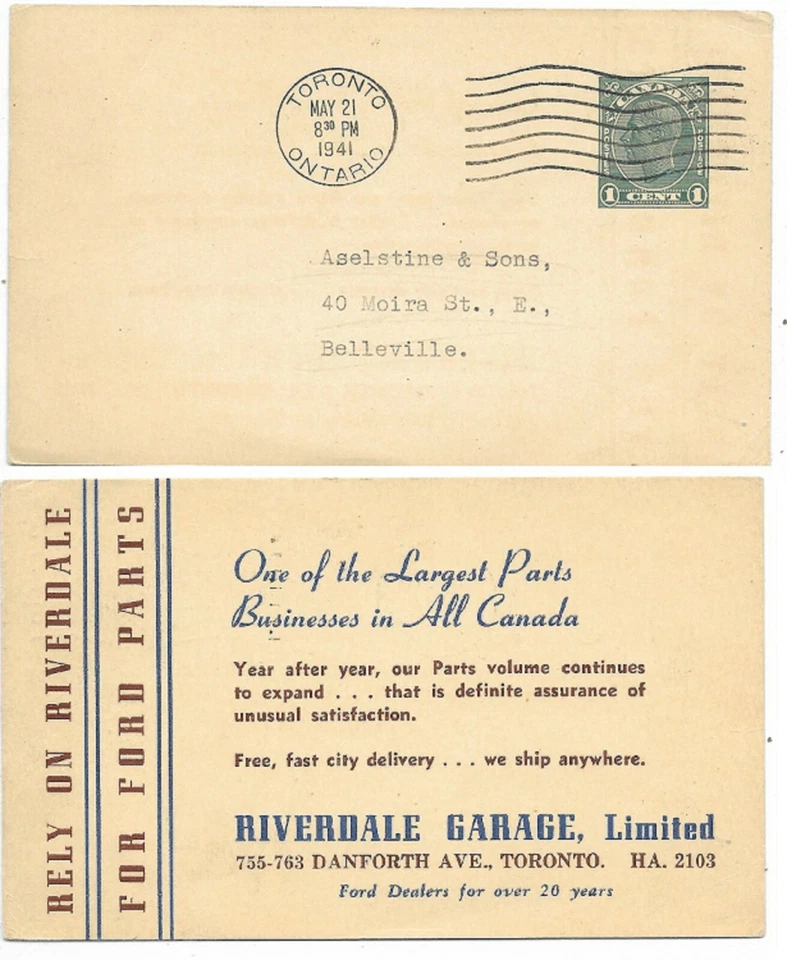 TORONTO
MAY 21
8³⁰ PM
1941
ONTARIO
CANADA
POSTES
POSTAGE
1 CENT 1
Aselstine & Sons,
40 Moira St., E.,
Belleville.
RELY ON RIVERDALE
FOR FORD PARTS
One of the Largest Parts
Businesses in All Canada
Year after year, our Parts volume continues
to expand . . . that is definite assurance of
unusual satisfaction.
Free, fast city delivery . . . we ship anywhere.
RIVERDALE GARAGE, Limited
755-763 DANFORTH AVE., TORONTO. HA. 2103
Ford Dealers for over 20 years